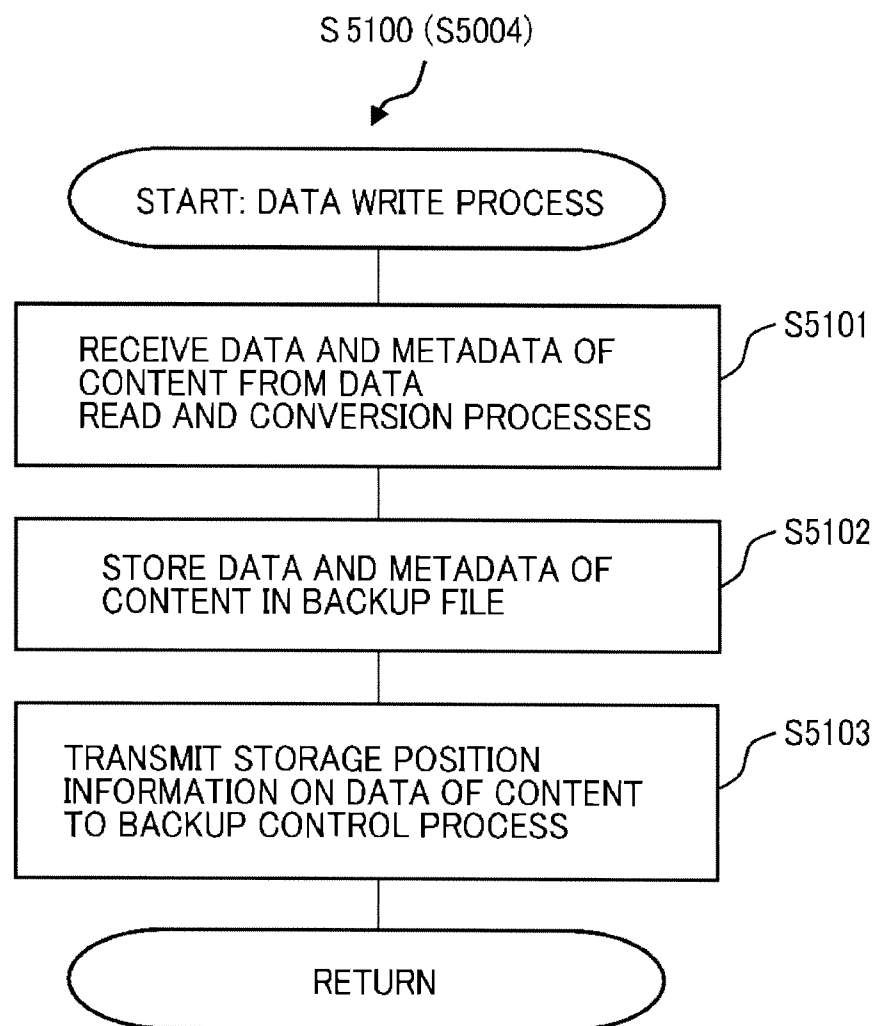 S 5100 (S5004)
START: DATA WRITE PROCESS
RECEIVE DATA AND METADATA OF
CONTENT FROM DATA
READ AND CONVERSION PROCESSES
S5101
STORE DATA AND METADATA OF
CONTENT IN BACKUP FILE
S5102
TRANSMIT STORAGE POSITION
INFORMATION ON DATA OF CONTENT
TO BACKUP CONTROL PROCESS
S5103
RETURN